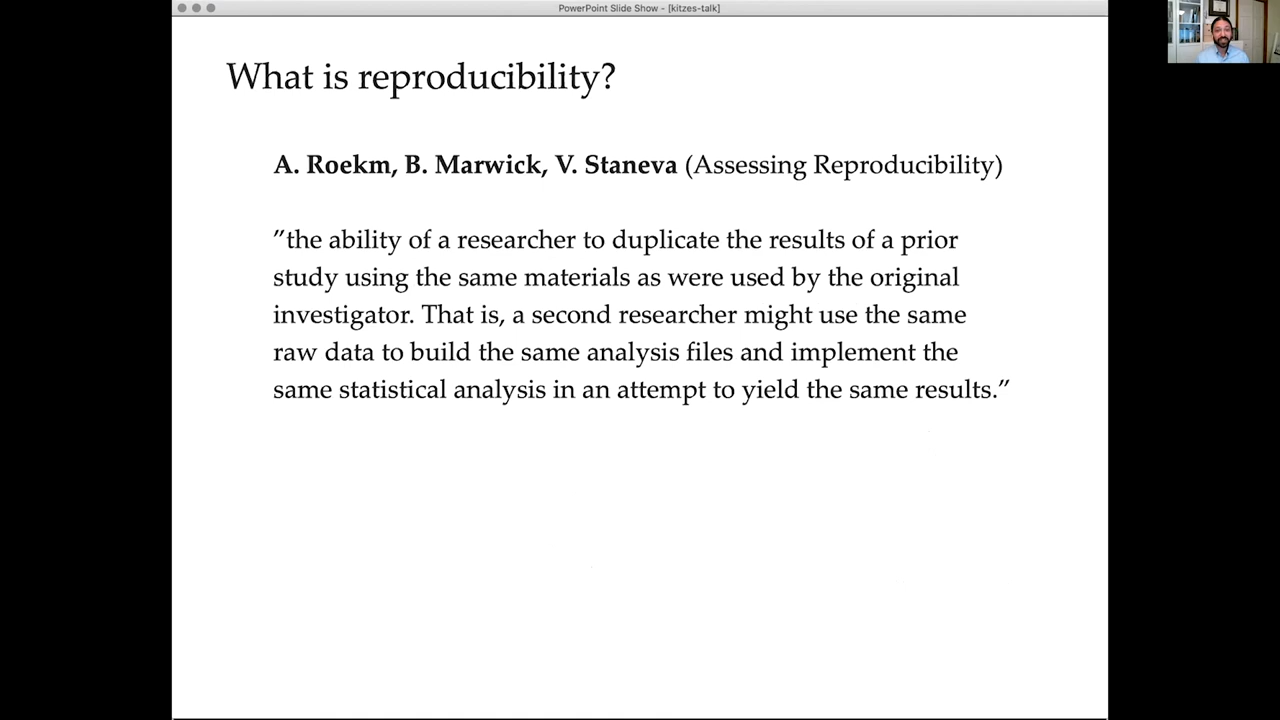 PowerPoint Slide Show - [kitzes-talk]
What is reproducibility?
A. Roekm, B. Marwick, V. Staneva (Assessing Reproducibility)
”the ability of a researcher to duplicate the results of a prior
study using the same materials as were used by the original
investigator. That is, a second researcher might use the same
raw data to build the same analysis files and implement the
same statistical analysis in an attempt to yield the same results.”